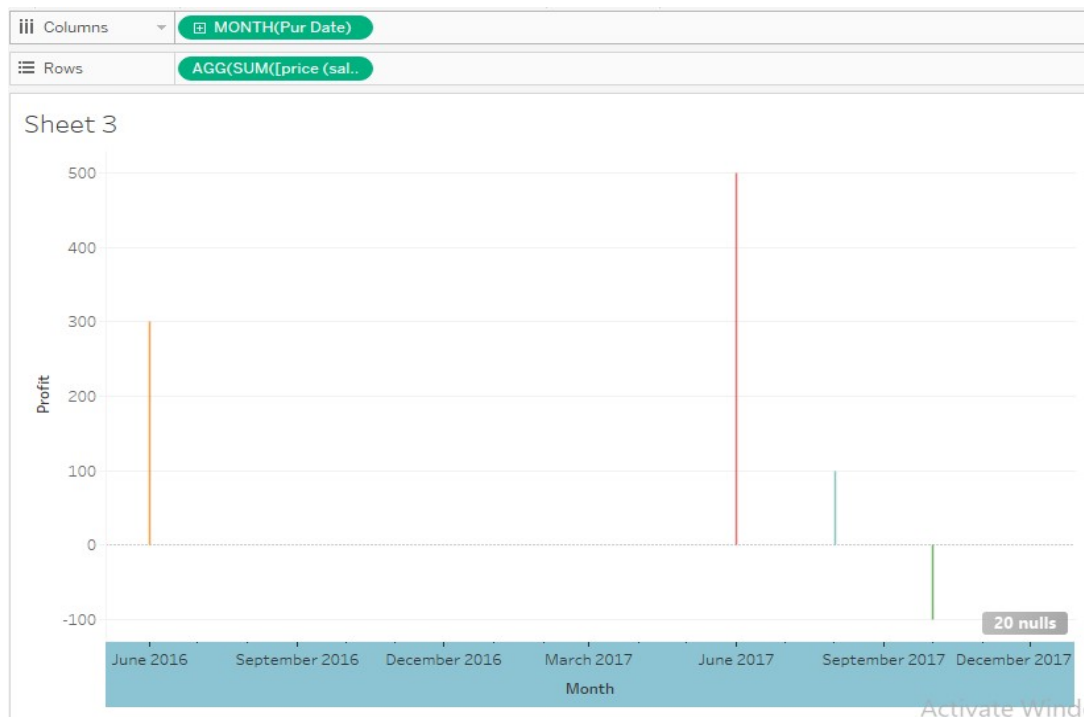 Columns
MONTH(Pur Date)
Rows
AGG(SUM([price (sal..
Sheet 3
500
400
300
200
100
0
-100
Profit
20 nulls
June 2016 September 2016 December 2016 March 2017 June 2017 September 2017 December 2017
Month
Activate Wind